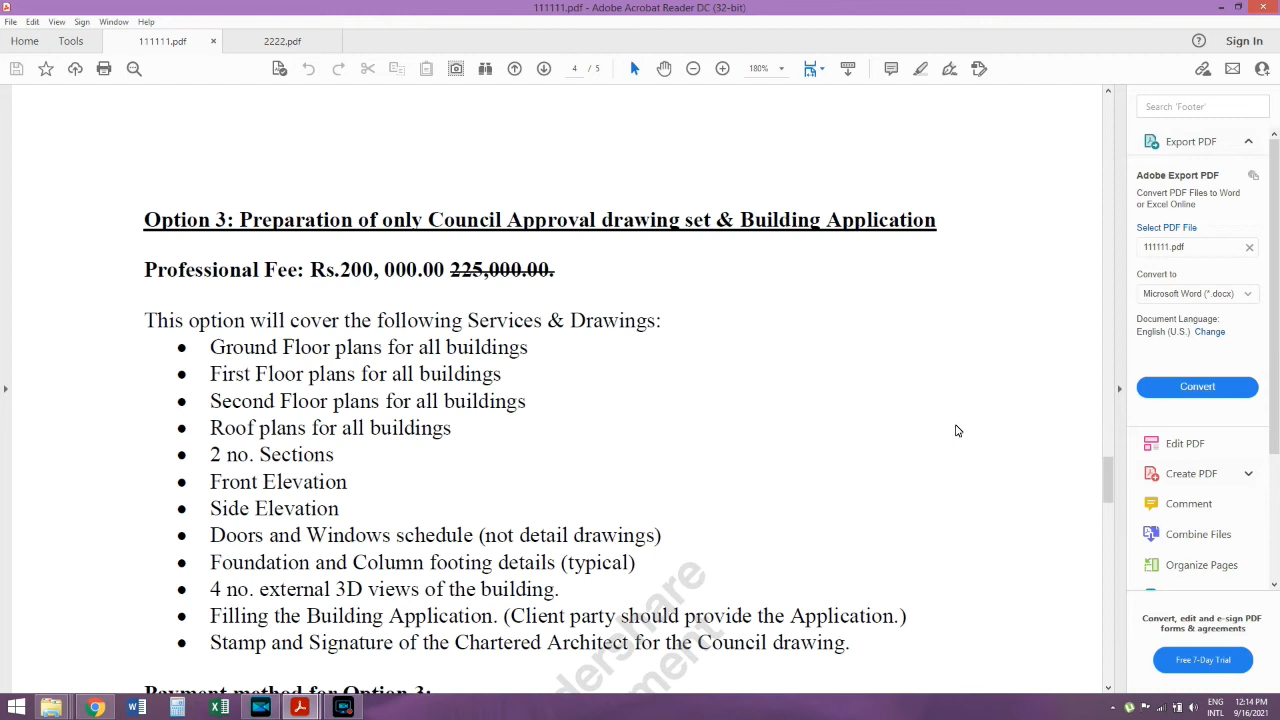 111111.pdf - Adobe Acrobat Reader DC (32-bit)
File Edit View Sign Window Help
Home Tools 111111.pdf × 2222.pdf Sign In
4 / 5 180%
Search 'Footer'
Export PDF
Adobe Export PDF
Convert PDF Files to Word
or Excel Online
Select PDF File
111111.pdf
Convert to
Microsoft Word (*.docx)
Document Language:
English (U.S.) Change
Convert
Edit PDF
Create PDF
Comment
Combine Files
Organize Pages
Convert, edit and e-sign PDF
forms & agreements
Free 7-Day Trial
Option 3: Preparation of only Council Approval drawing set & Building Application
Professional Fee: Rs.200, 000.00 225,000.00.
This option will cover the following Services & Drawings:
• Ground Floor plans for all buildings
• First Floor plans for all buildings
• Second Floor plans for all buildings
• Roof plans for all buildings
• 2 no. Sections
• Front Elevation
• Side Elevation
• Doors and Windows schedule (not detail drawings)
• Foundation and Column footing details (typical)
• 4 no. external 3D views of the building.
• Filling the Building Application. (Client party should provide the Application.)
• Stamp and Signature of the Chartered Architect for the Council drawing.
Payment method for Option 3:
ENG
INTL
12:14 PM
9/16/2021